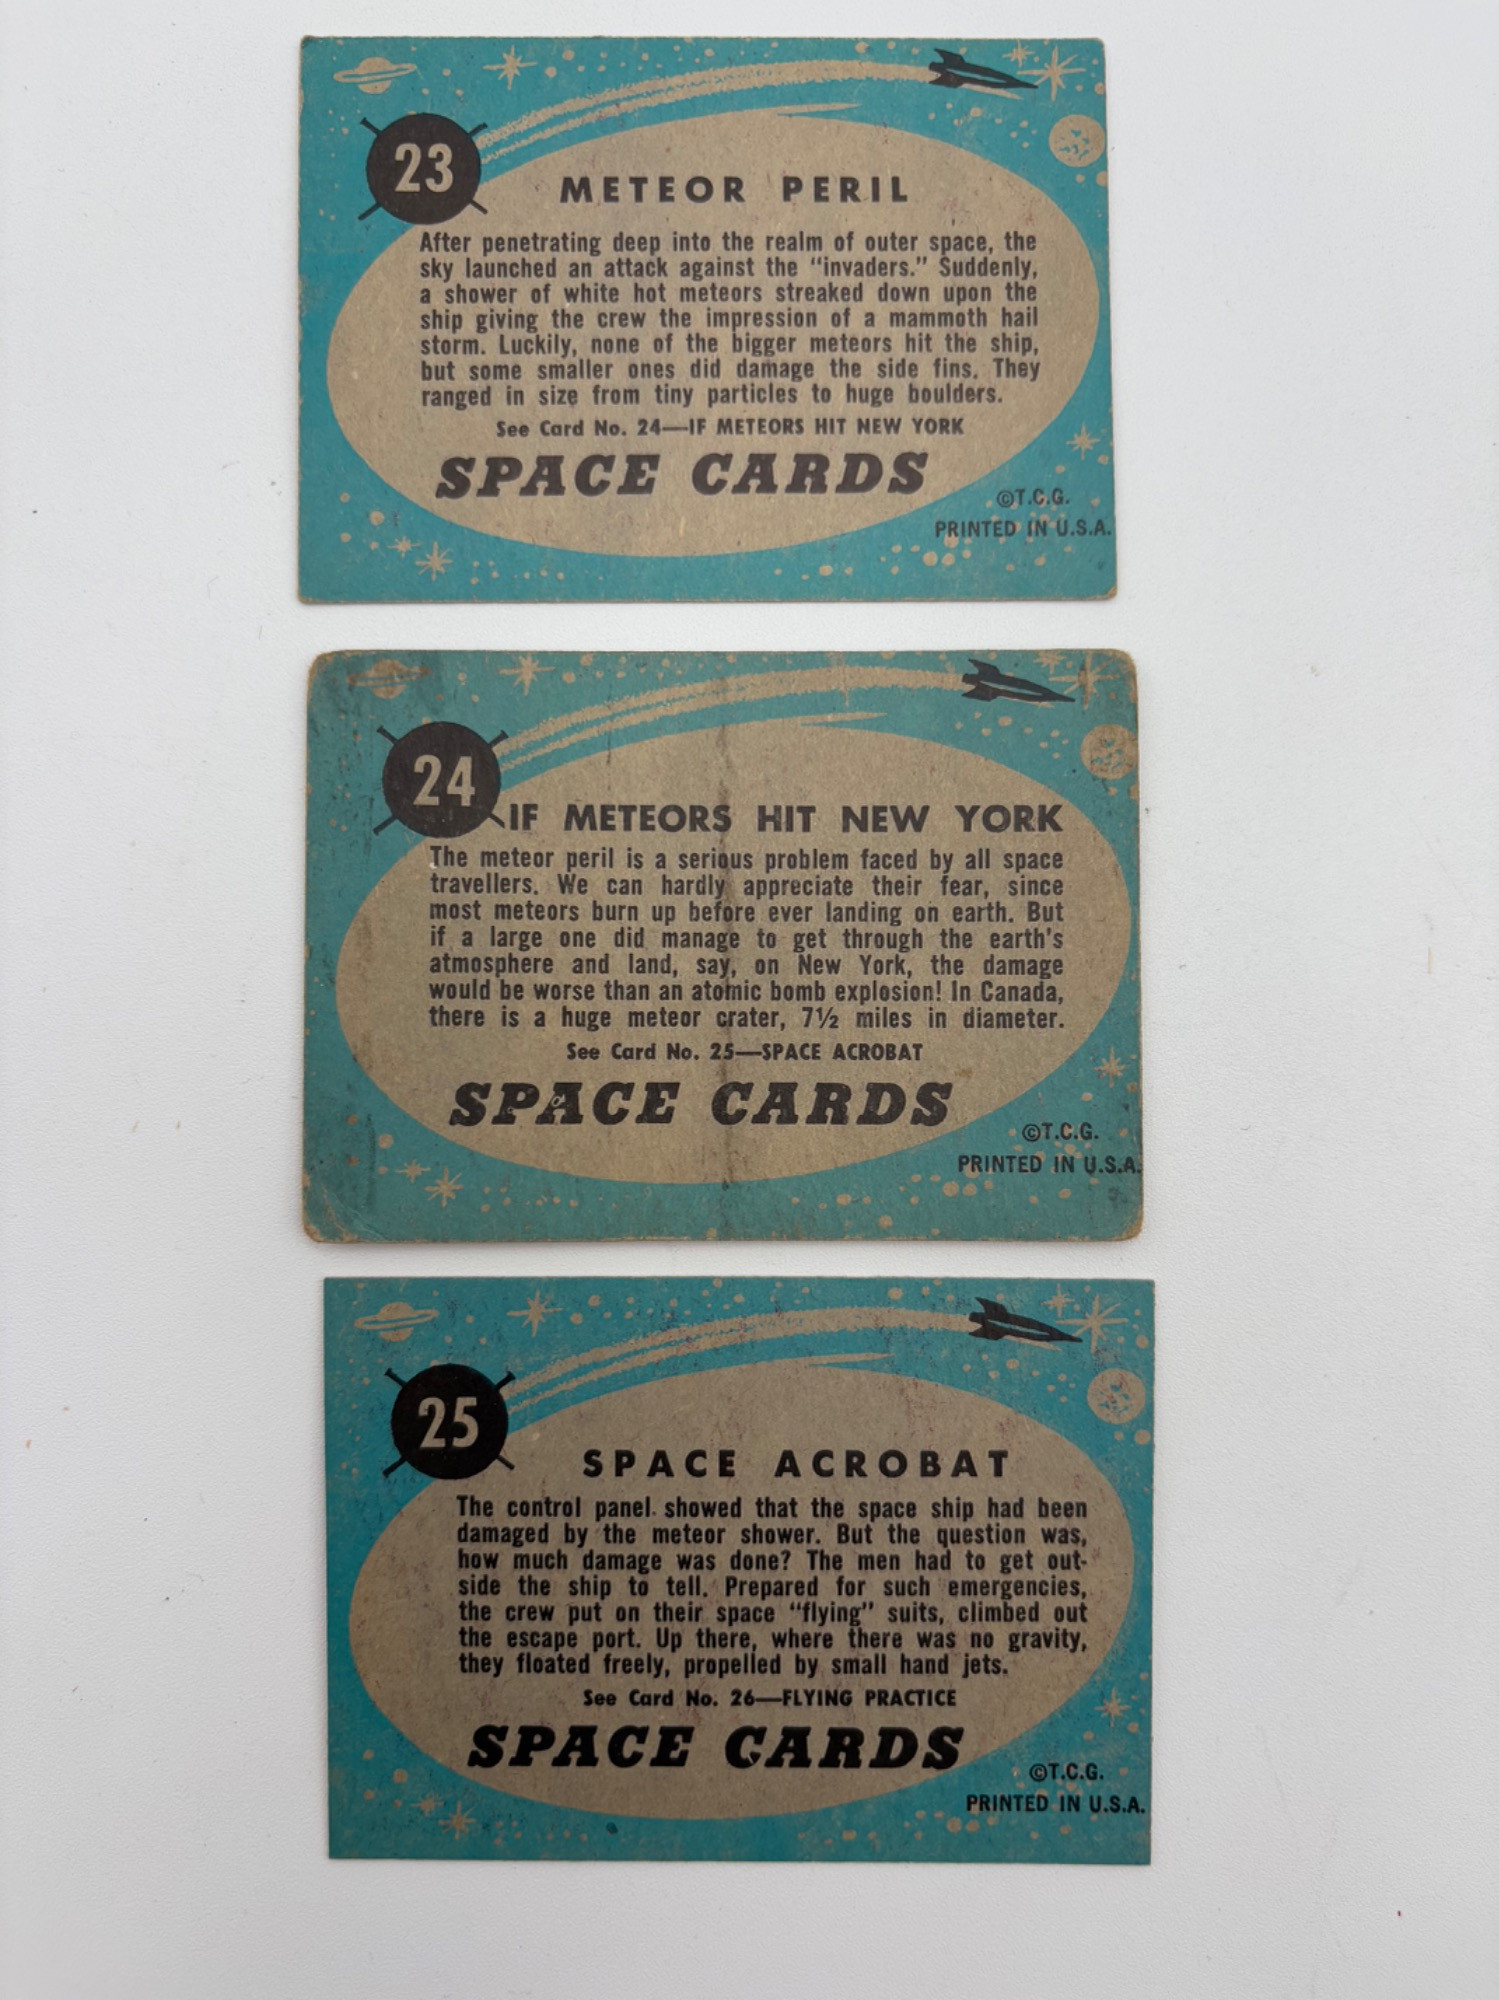 23
METEOR PERIL
After penetrating deep into the realm of outer space, the
sky launched an attack against the "invaders." Suddenly,
a shower of white hot meteors streaked down upon the
ship giving the crew the impression of a mammoth hail
storm. Luckily, none of the bigger meteors hit the ship,
but some smaller ones did damage the side fins. They
ranged in size from tiny particles to huge boulders.
See Card No. 24—IF METEORS HIT NEW YORK
SPACE CARDS
©T.C.G.
PRINTED IN U.S.A.
24
IF METEORS HIT NEW YORK
The meteor peril is a serious problem faced by all space
travellers. We can hardly appreciate their fear, since
most meteors burn up before ever landing on earth. But
if a large one did manage to get through the earth's
atmosphere and land, say, on New York, the damage
would be worse than an atomic bomb explosion! In Canada,
there is a huge meteor crater, 7½ miles in diameter.
See Card No. 25—SPACE ACROBAT
SPACE CARDS
©T.C.G.
PRINTED IN U.S.A.
25
SPACE ACROBAT
The control panel showed that the space ship had been
damaged by the meteor shower. But the question was,
how much damage was done? The men had to get out-
side the ship to tell. Prepared for such emergencies,
the crew put on their space "flying" suits, climbed out
the escape port. Up there, where there was no gravity,
they floated freely, propelled by small hand jets.
See Card No. 26—FLYING PRACTICE
SPACE CARDS
©T.C.G.
PRINTED IN U.S.A.